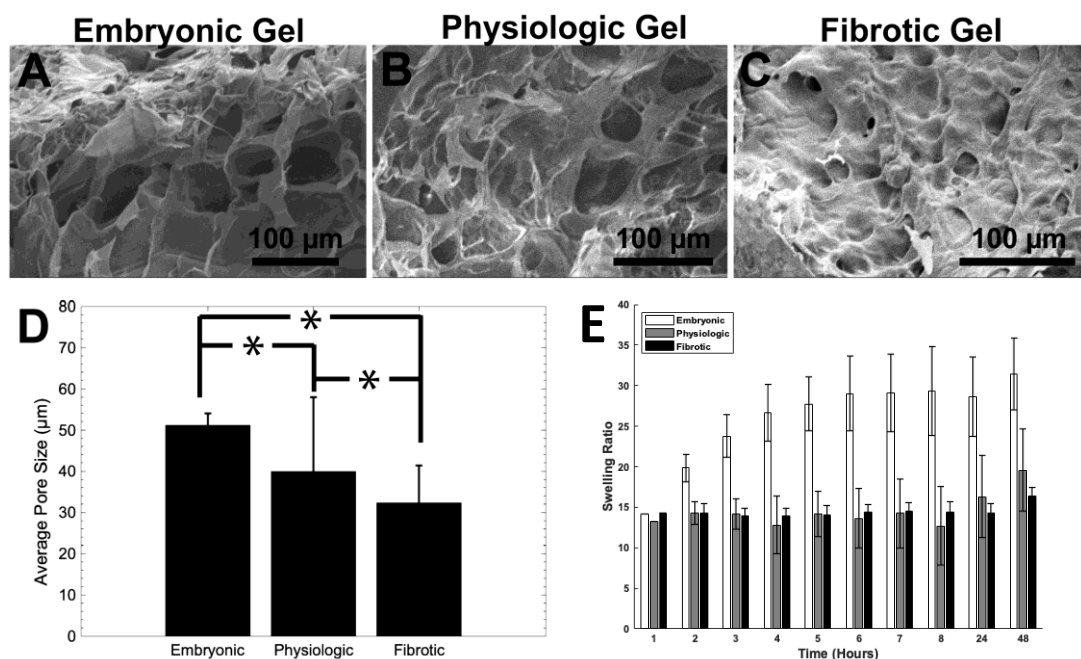 Embryonic Gel
Physiologic Gel
Fibrotic Gel
A
B
C
100 µm
100 µm
100 µm
D
80
70
60
50
40
30
20
10
0
Average Pore Size (µm)
*
*
*
Embryonic
Physiologic
Fibrotic
E
40
35
30
25
20
15
10
5
0
Swelling Ratio
Embryonic
Physiologic
Fibrotic
1 2 3 4 5 6 7 8 24 48
Time (Hours)